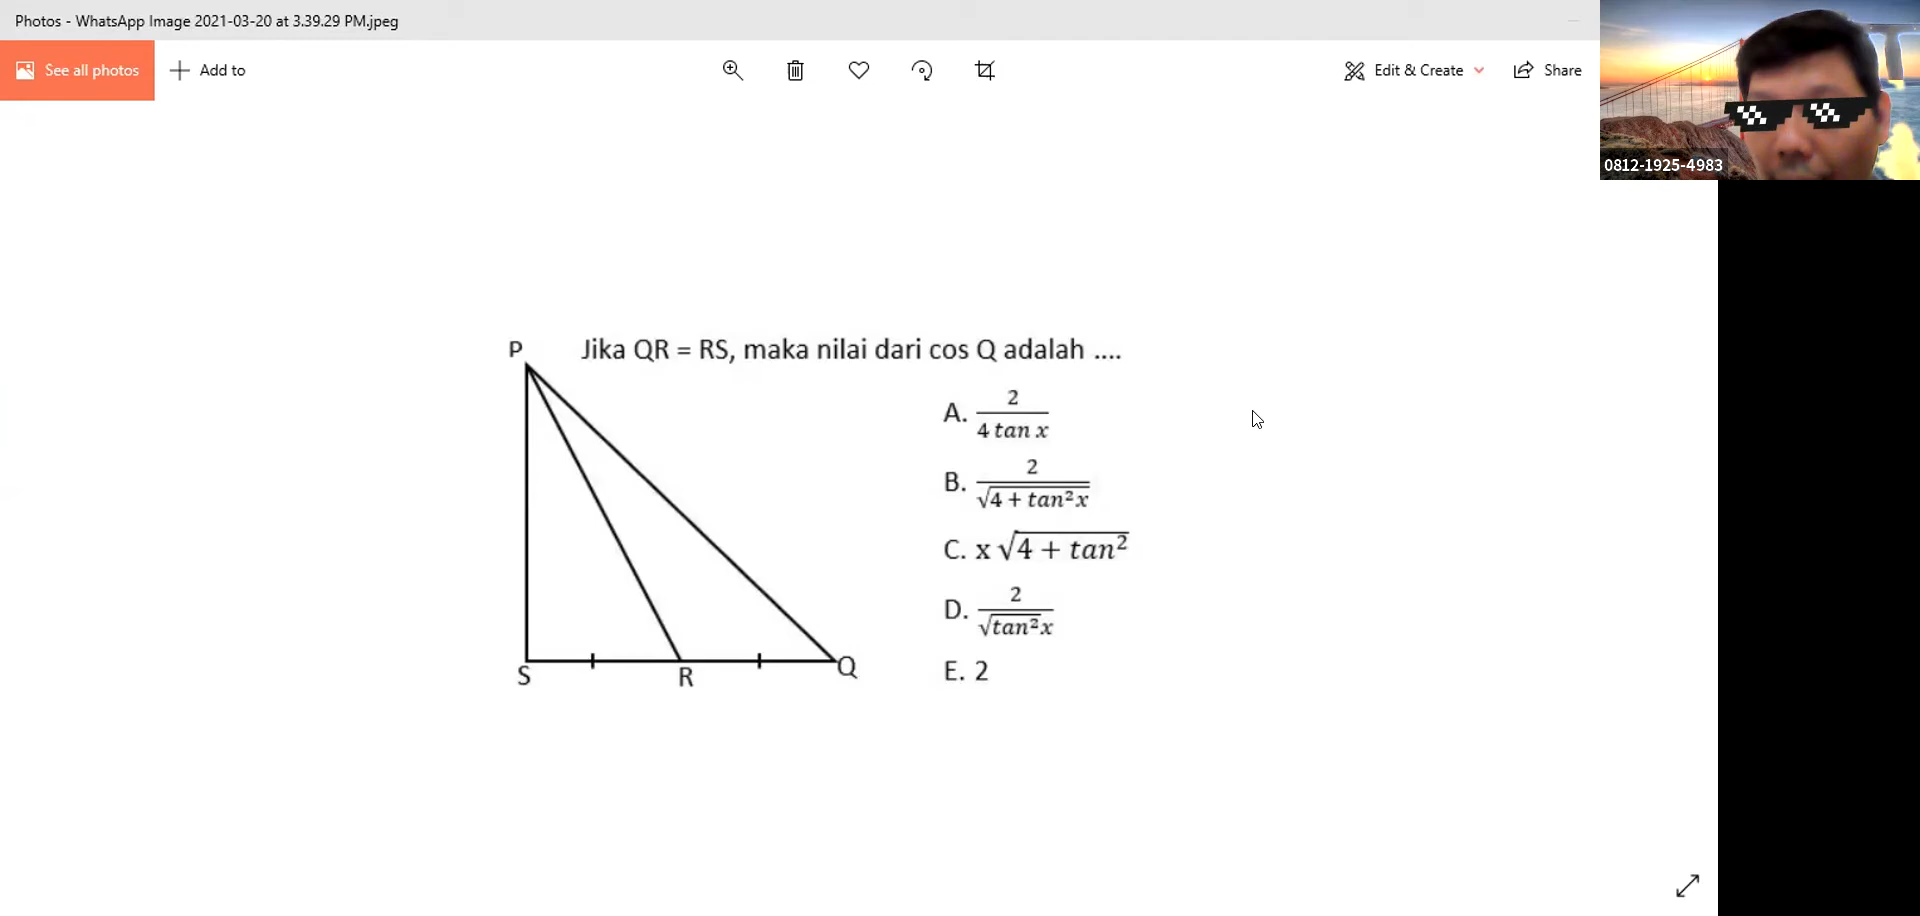 Photos - WhatsApp Image 2021-03-20 at 3.39.29 PM.jpeg
See all photos
Add to
Edit & Create
Share
0812-1925-4983
P
Jika QR = RS, maka nilai dari cos Q adalah ....
A. 2 / 4 tan x
B. 2 / √(4 + tan²x)
C. x √(4 + tan²)
D. 2 / √(tan²)x
E. 2
S
R
Q